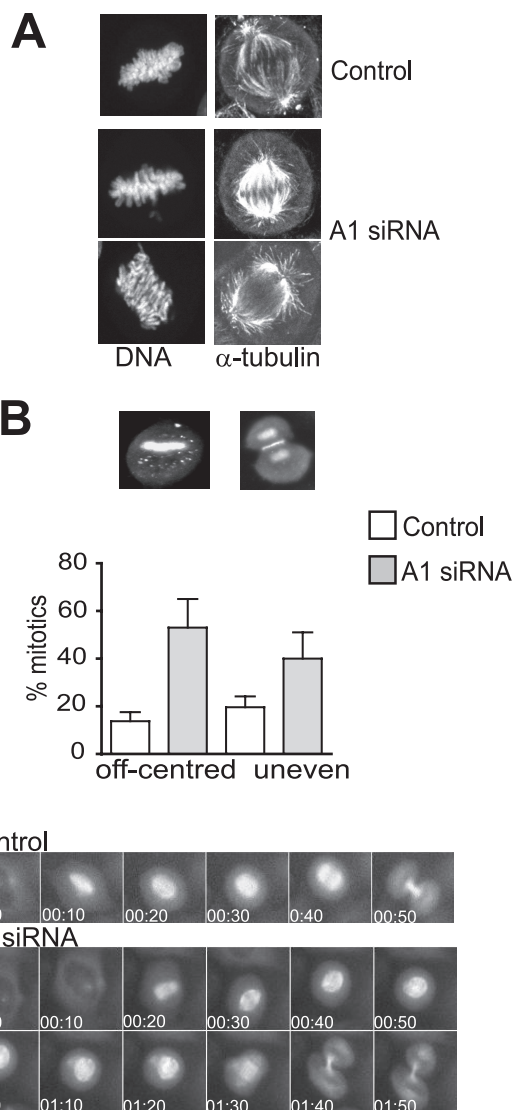 A
Control
A1 siRNA
DNA α-tubulin
B
Control
A1 siRNA
% mitotics
80
60
40
20
0
off-centred uneven
ntrol
00:10 00:20 00:30 0:40 00:50
siRNA
00:10 00:20 00:30 00:40 00:50
01:10 01:20 01:30 01:40 01:50